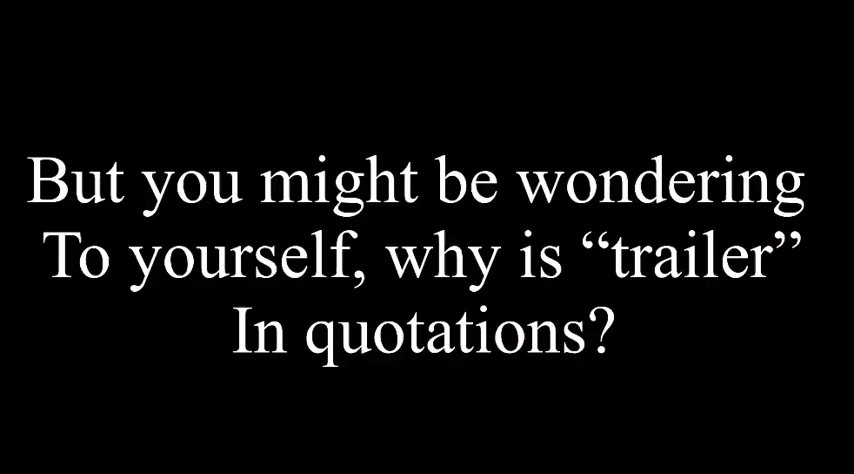 But you might be wondering
To yourself, why is “trailer”
In quotations?